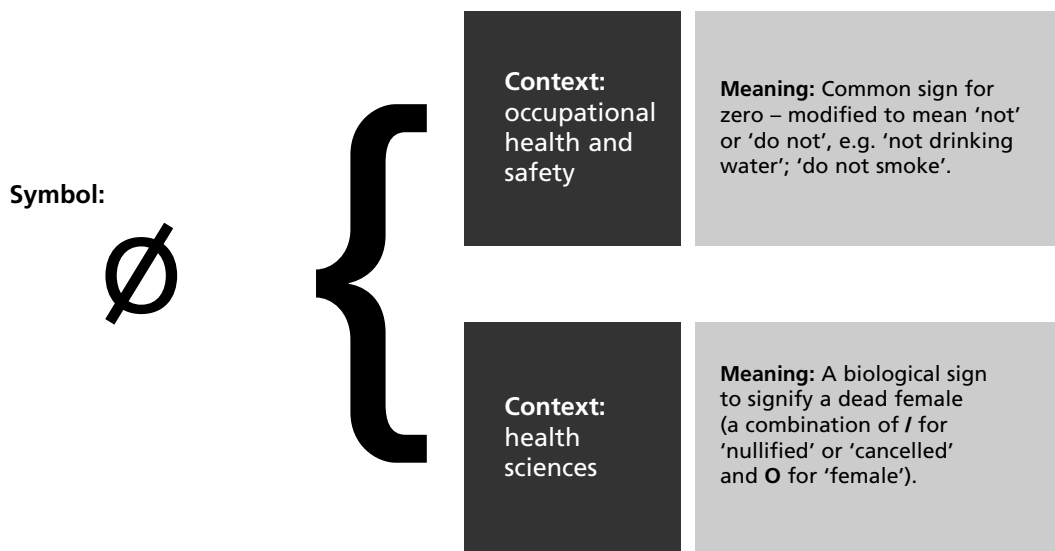 Symbol:
Ø
{
Context:
occupational
health and
safety
Meaning: Common sign for
zero – modified to mean ‘not’
or ‘do not’, e.g. ‘not drinking
water’; ‘do not smoke’.
Context:
health
sciences
Meaning: A biological sign
to signify a dead female
(a combination of / for
‘nullified’ or ‘cancelled’
and O for ‘female’).